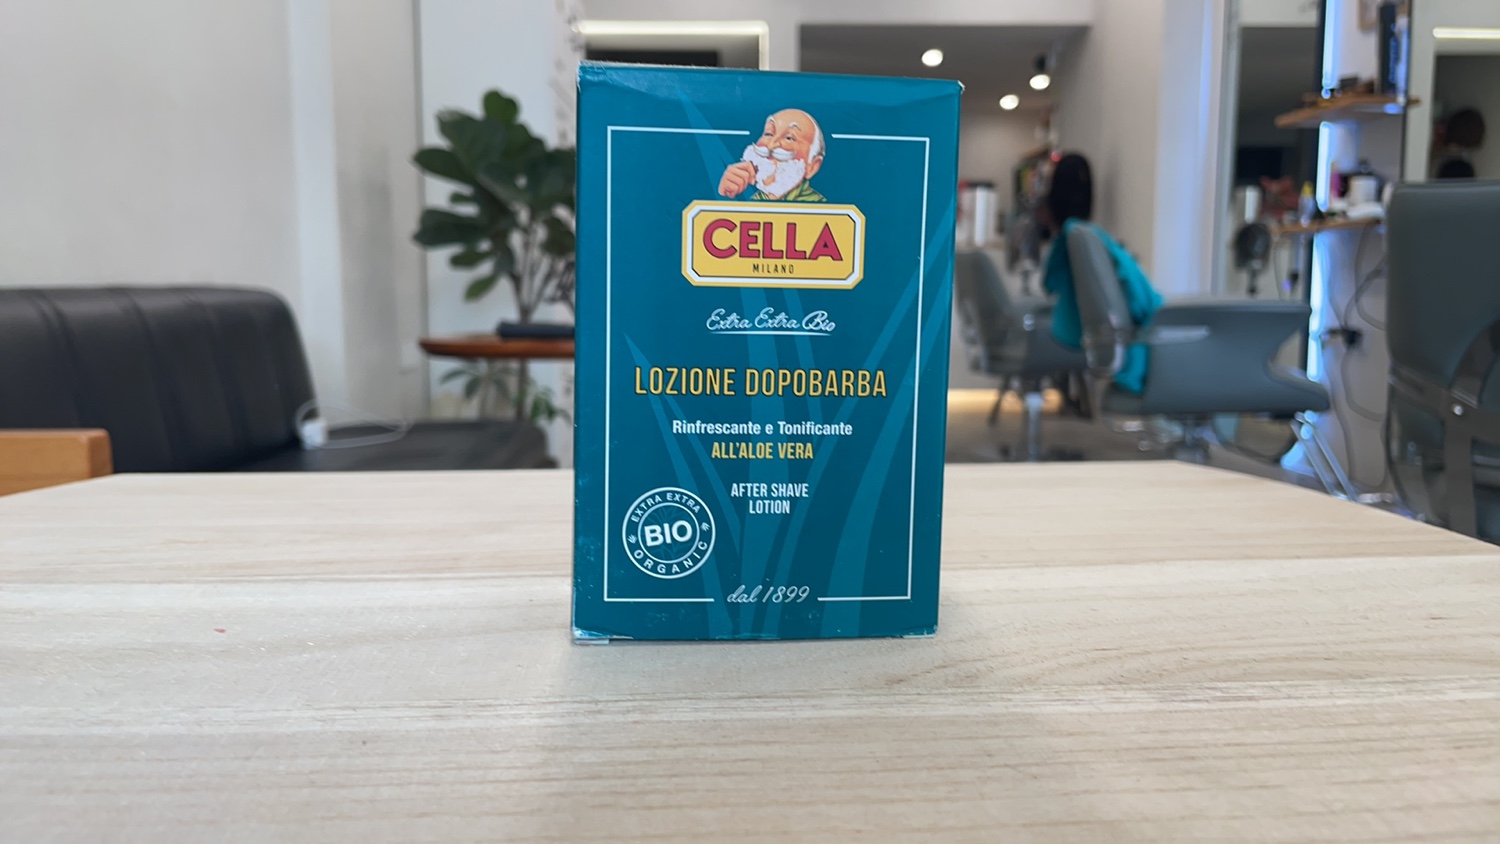 CELLA
MILANO
Extra Extra Bio
LOZIONE DOPOBARBA
Rinfrescante e Tonificante
ALL'ALOE VERA
AFTER SHAVE
LOTION
EXTRA EXTRA
BIO
ORGANIC
dal 1899